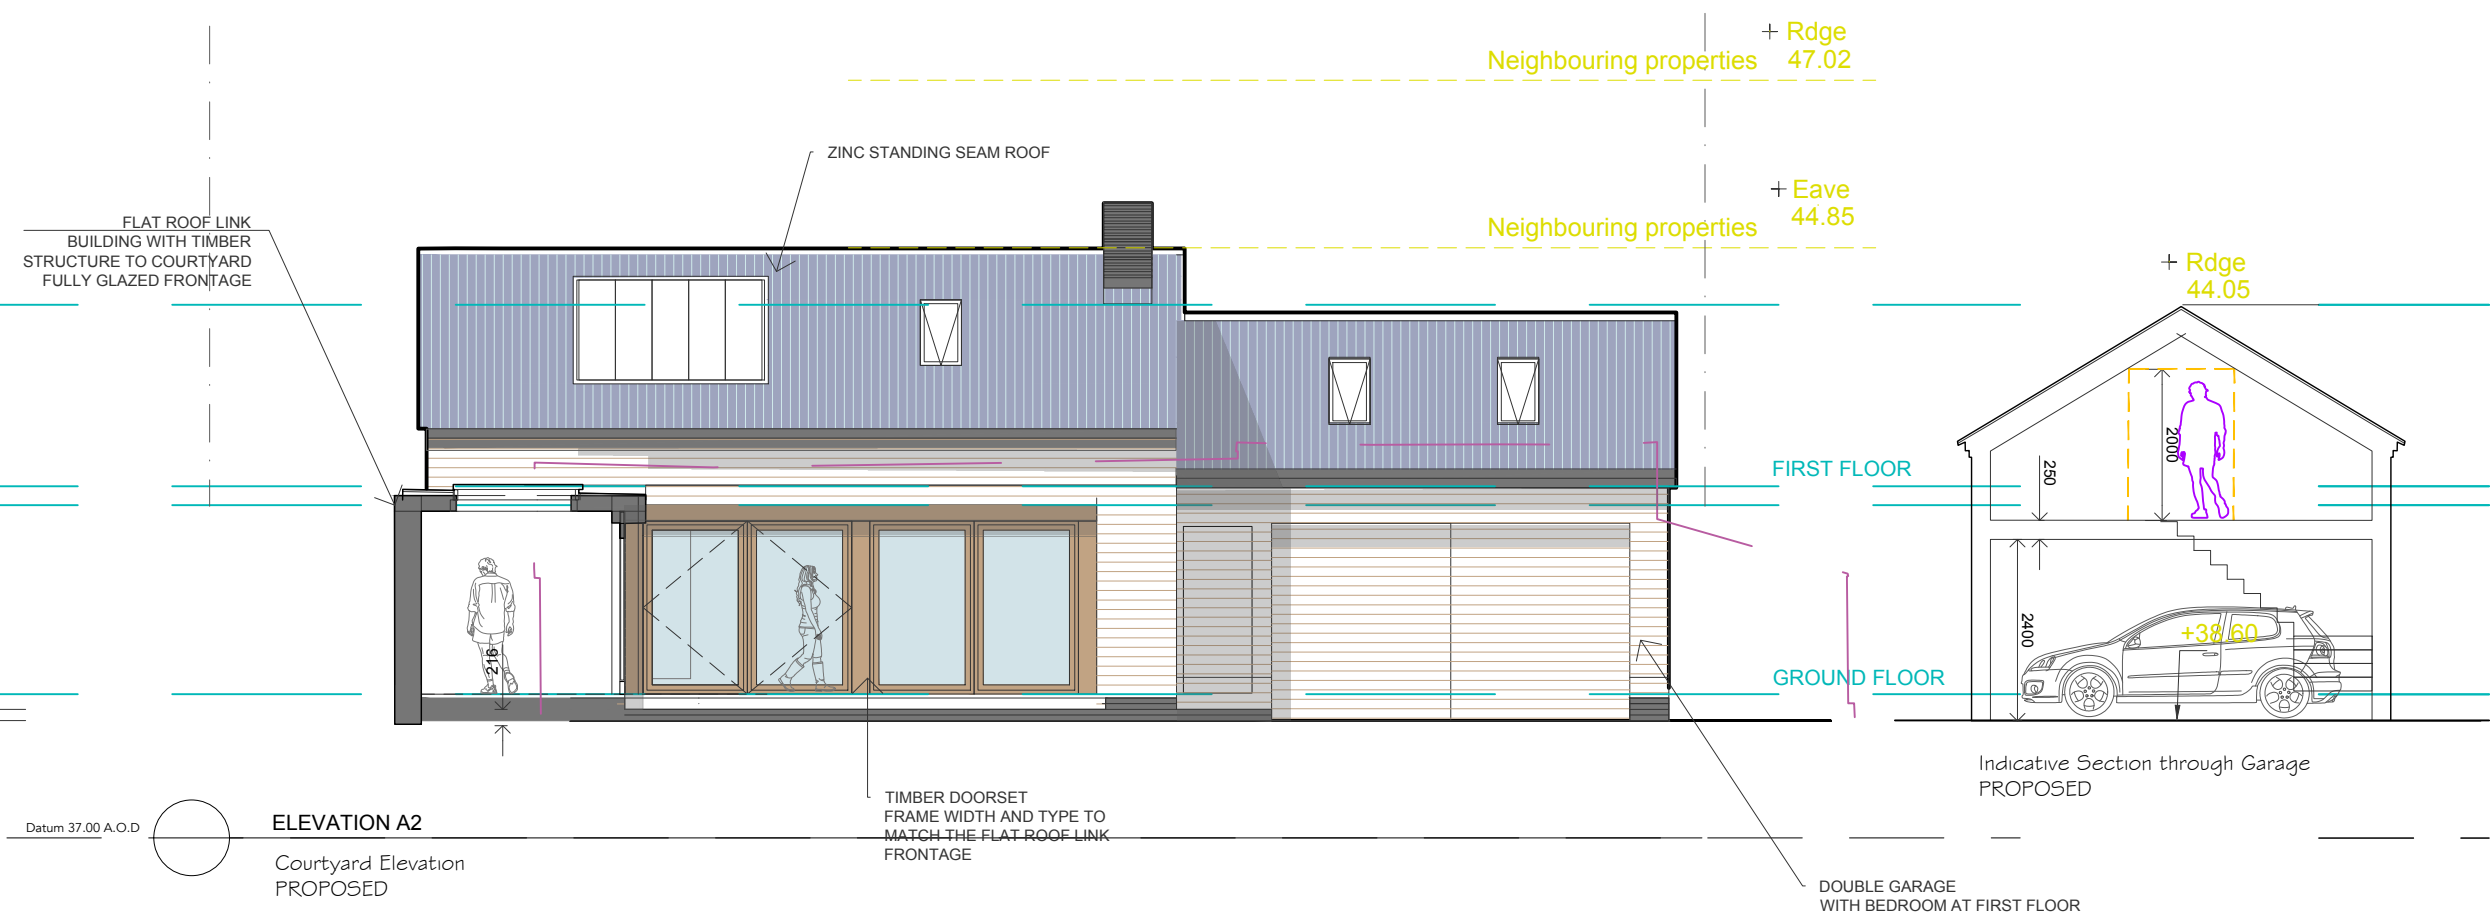 Rdge
47.02
Neighbouring properties
ZINC STANDING SEAM ROOF
Eave
44.85
Neighbouring properties
FLAT ROOF LINK
BUILDING WITH TIMBER
STRUCTURE TO COURTYARD
FULLY GLAZED FRONTAGE
Rdge
44.05
FIRST FLOOR
2000
250
2400
+38.60
216
GROUND FLOOR
Indicative Section through Garage
PROPOSED
TIMBER DOORSET
FRAME WIDTH AND TYPE TO
MATCH THE FLAT ROOF LINK
FRONTAGE
Datum 37.00 A.O.D
ELEVATION A2
Courtyard Elevation
PROPOSED
DOUBLE GARAGE
WITH BEDROOM AT FIRST FLOOR